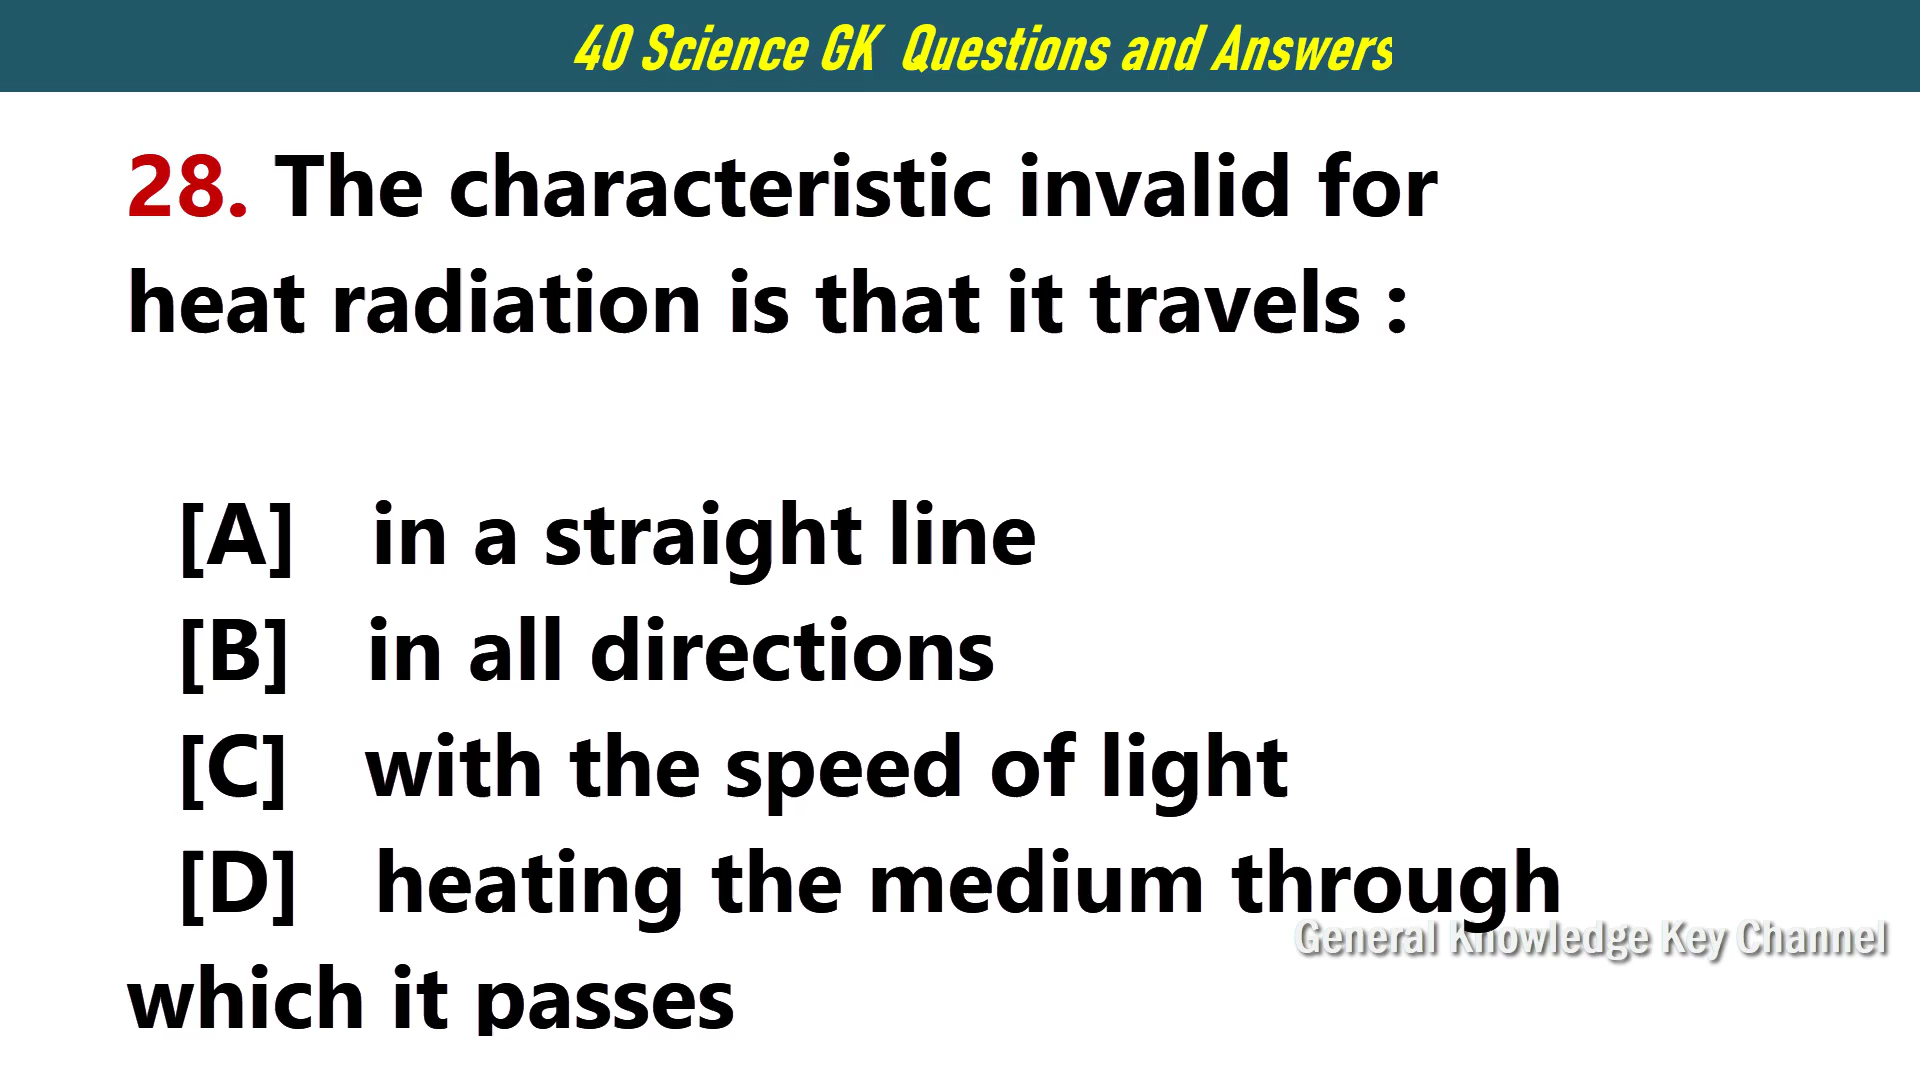 40 Science GK Questions and Answers
28. The characteristic invalid for
heat radiation is that it travels :
[A] in a straight line
[B] in all directions
[C] with the speed of light
[D] heating the medium through
General Knowledge Key Channel
which it passes